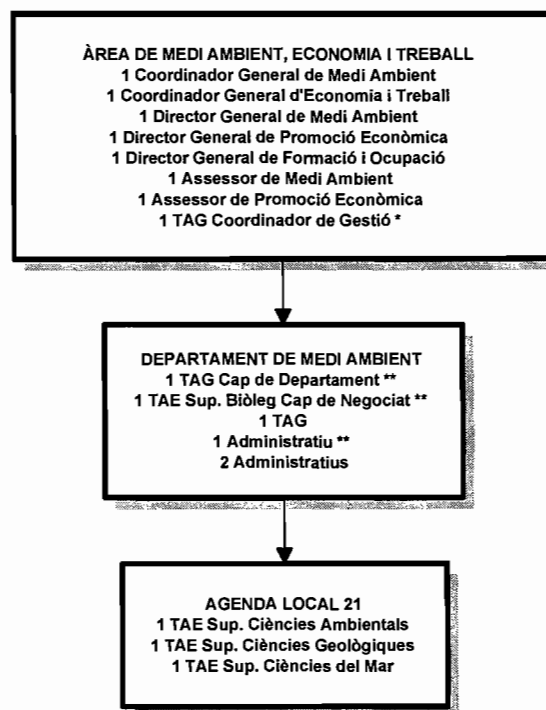 ÀREA DE MEDI AMBIENT, ECONOMIA I TREBALL
1 Coordinador General de Medi Ambient
1 Coordinador General d'Economia i Treball
1 Director General de Medi Ambient
1 Director General de Promoció Econòmica
1 Director General de Formació i Ocupació
1 Assessor de Medi Ambient
1 Assessor de Promoció Econòmica
1 TAG Coordinador de Gestió *
DEPARTAMENT DE MEDI AMBIENT
1 TAG Cap de Departament **
1 TAE Sup. Biòleg Cap de Negociat **
1 TAG
1 Administratiu **
2 Administratius
AGENDA LOCAL 21
1 TAE Sup. Ciències Ambientals
1 TAE Sup. Ciències Geològiques
1 TAE Sup. Ciències del Mar